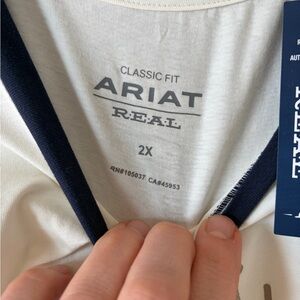 CLASSIC FIT
ARIAT
REAL
2X
RN#105037 CA#45953